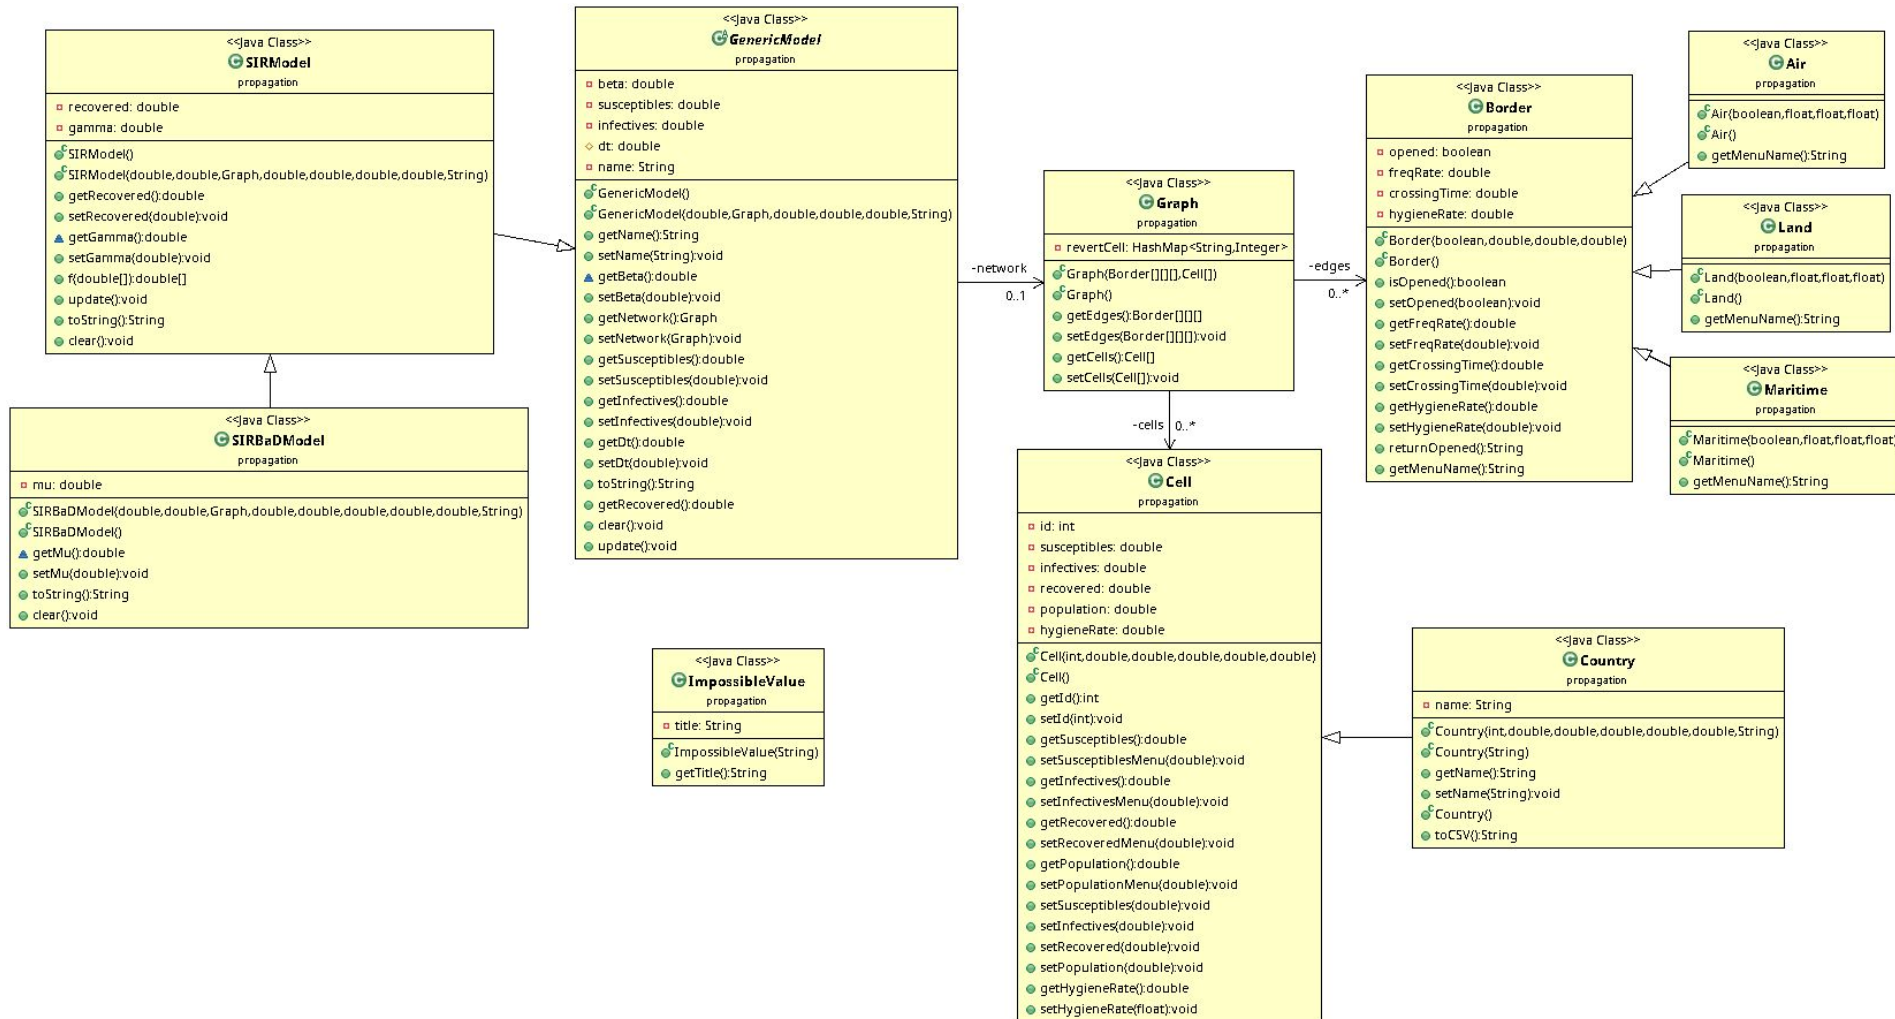 <<Java Class>>
SIRModel
propagation
recovered: double
gamma: double
SIRModel()
SIRModel(double,double,Graph,double,double,double,double,String)
getRecovered():double
setRecovered(double):void
getGamma():double
setGamma(double):void
f(double[]):double[]
update():void
toString():String
clear():void
<<Java Class>>
SIRBaDModel
propagation
mu: double
SIRBaDModel(double,double,Graph,double,double,double,double,double,String)
SIRBaDModel()
getMu():double
setMu(double):void
toString():String
clear():void
<<Java Class>>
GenericModel
propagation
beta: double
susceptibles: double
infectives: double
dt: double
name: String
GenericModel()
GenericModel(double,Graph,double,double,double,String)
getName():String
setName(String):void
getBeta():double
setBeta(double):void
getNetwork():Graph
setNetwork(Graph):void
getSusceptibles():double
setSusceptibles(double):void
getInfectives():double
setInfectives(double):void
getDt():double
setDt(double):void
toString():String
getRecovered():double
clear():void
update():void
<<Java Class>>
ImpossibleValue
propagation
title: String
ImpossibleValue(String)
getTitle():String
-network
0..1
<<Java Class>>
Graph
propagation
revertCell: HashMap<String,Integer>
Graph(Border[][][],Cell[])
Graph()
getEdges():Border[][][]
setEdges(Border[][][]):void
getCells():Cell[]
setCells(Cell[]):void
-edges
0..*
-cells
0..*
<<Java Class>>
Cell
propagation
id: int
susceptibles: double
infectives: double
recovered: double
population: double
hygieneRate: double
Cell(int,double,double,double,double,double)
Cell()
getId():int
setId(int):void
getSusceptibles():double
setSusceptiblesMenu(double):void
getInfectives():double
setInfectivesMenu(double):void
getRecovered():double
setRecoveredMenu(double):void
getPopulation():double
setPopulationMenu(double):void
setSusceptibles(double):void
setInfectives(double):void
setRecovered(double):void
setPopulation(double):void
getHygieneRate():double
setHygieneRate(float):void
<<Java Class>>
Border
propagation
opened: boolean
freqRate: double
crossingTime: double
hygieneRate: double
Border(boolean,double,double,double)
Border()
isOpened():boolean
setOpened(boolean):void
getFreqRate():double
setFreqRate(double):void
getCrossingTime():double
setCrossingTime(double):void
getHygieneRate():double
setHygieneRate(double):void
returnOpened():String
getMenuName():String
<<Java Class>>
Air
propagation
Air(boolean,float,float,float)
Air()
getMenuName():String
<<Java Class>>
Land
propagation
Land(boolean,float,float,float)
Land()
getMenuName():String
<<Java Class>>
Maritime
propagation
Maritime(boolean,float,float,float)
Maritime()
getMenuName():String
<<Java Class>>
Country
propagation
name: String
Country(int,double,double,double,double,double,String)
Country(String)
getName():String
setName(String):void
Country()
toCSV():String